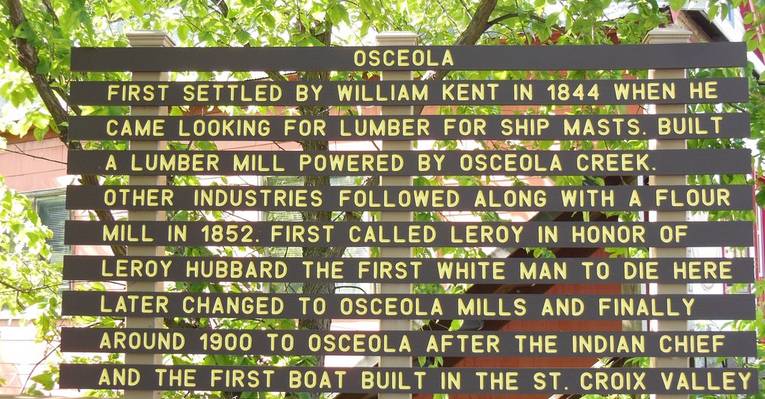 OSCEOLA
FIRST SETTLED BY WILLIAM KENT IN 1844 WHEN HE
CAME LOOKING FOR LUMBER FOR SHIP MASTS. BUILT
A LUMBER MILL POWERED BY OSCEOLA CREEK.
OTHER INDUSTRIES FOLLOWED ALONG WITH A FLOUR
MILL IN 1852. FIRST CALLED LEROY IN HONOR OF
LEROY HUBBARD THE FIRST WHITE MAN TO DIE HERE
LATER CHANGED TO OSCEOLA MILLS AND FINALLY
AROUND 1900 TO OSCEOLA AFTER THE INDIAN CHIEF
AND THE FIRST BOAT BUILT IN THE ST. CROIX VALLEY